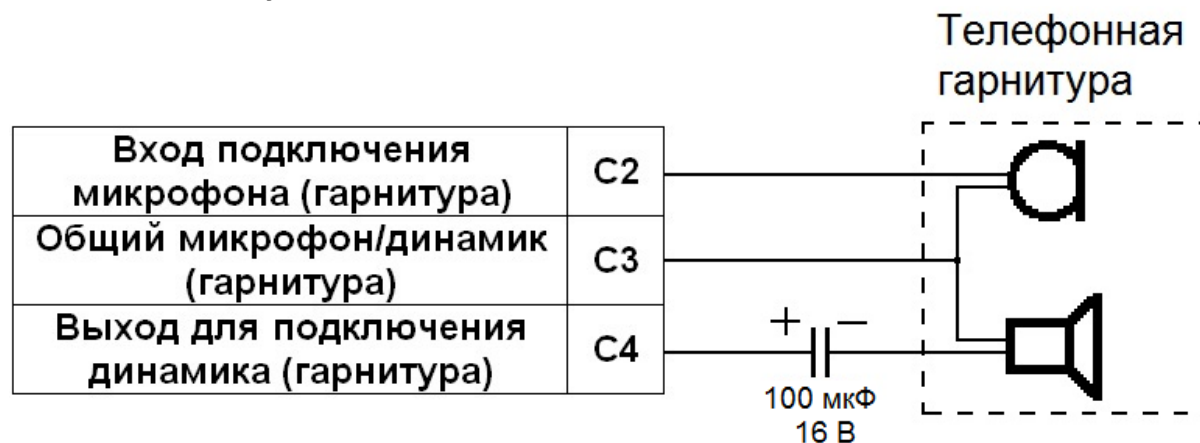 Телефонная
гарнитура
Вход подключения
микрофона (гарнитура)
C2
Общий микрофон/динамик
(гарнитура)
C3
Выход для подключения
динамика (гарнитура)
C4
+ –
100 мкФ
16 В